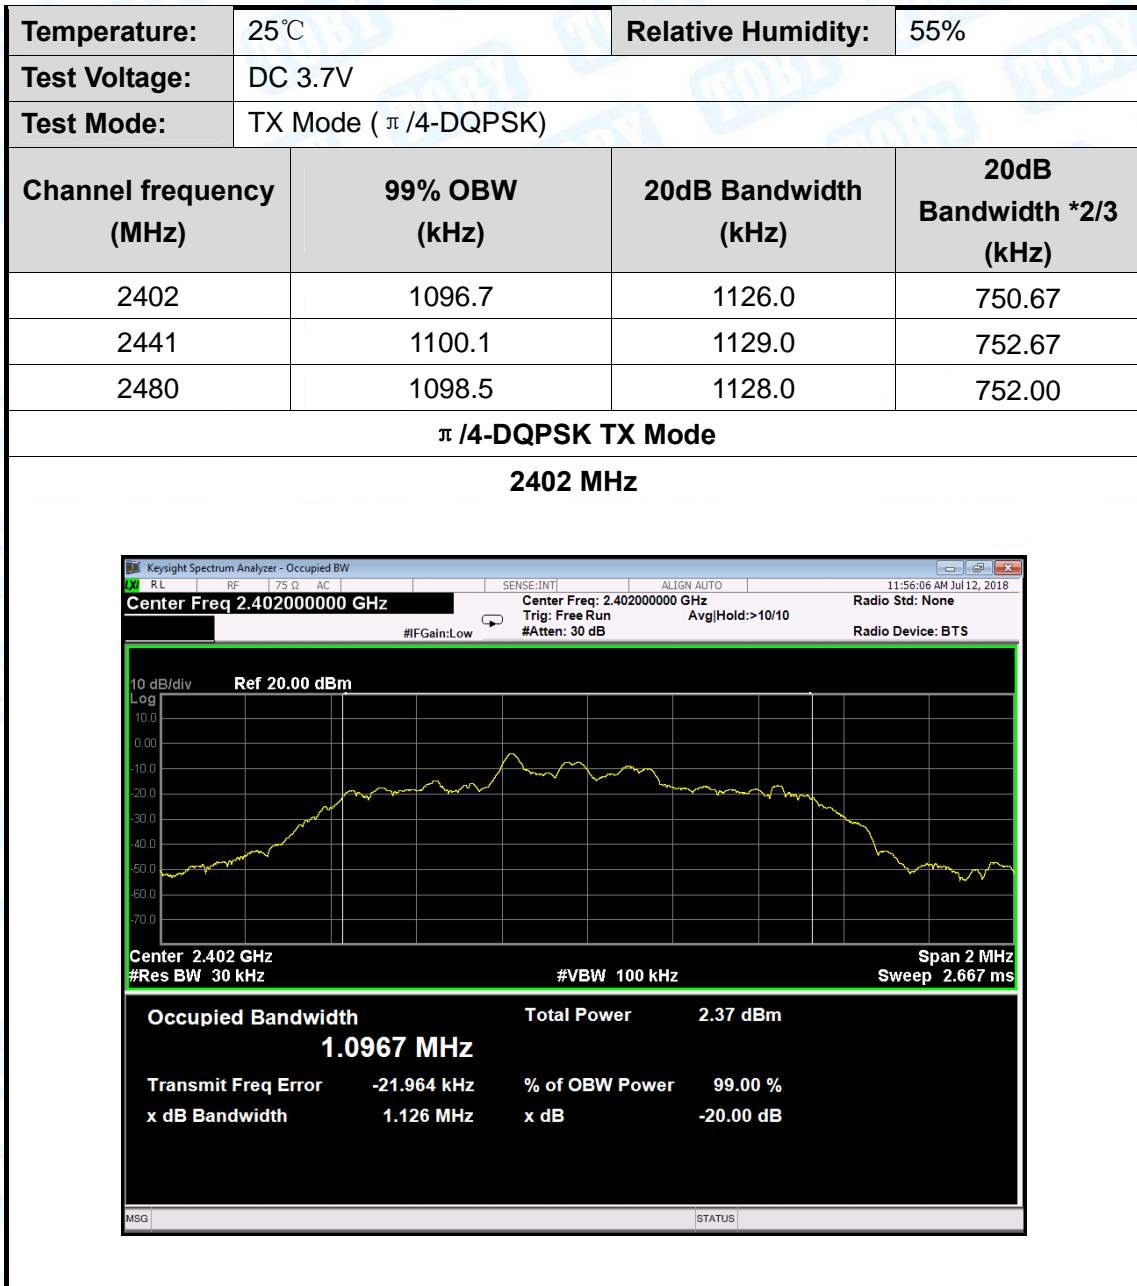 Temperature: 25℃ Relative Humidity: 55%
Test Voltage: DC 3.7V
Test Mode: TX Mode (π/4-DQPSK)
Channel frequency (MHz) 99% OBW (kHz) 20dB Bandwidth (kHz) 20dB Bandwidth *2/3 (kHz)
2402 1096.7 1126.0 750.67
2441 1100.1 1129.0 752.67
2480 1098.5 1128.0 752.00
π/4-DQPSK TX Mode
2402 MHz
Keysight Spectrum Analyzer - Occupied BW
LXI RL RF 75 Ω AC SENSE:INT ALIGN AUTO 11:56:06 AM Jul 12, 2018
Center Freq 2.402000000 GHz Center Freq: 2.402000000 GHz Radio Std: None
Trig: Free Run Avg|Hold:>10/10
#IFGain:Low #Atten: 30 dB Radio Device: BTS
10 dB/div Ref 20.00 dBm
Log
10.0
0.00
-10.0
-20.0
-30.0
-40.0
-50.0
-60.0
-70.0
Center 2.402 GHz Span 2 MHz
#Res BW 30 kHz #VBW 100 kHz Sweep 2.667 ms
Occupied Bandwidth Total Power 2.37 dBm
1.0967 MHz
Transmit Freq Error -21.964 kHz % of OBW Power 99.00 %
x dB Bandwidth 1.126 MHz x dB -20.00 dB
MSG STATUS
TOBY